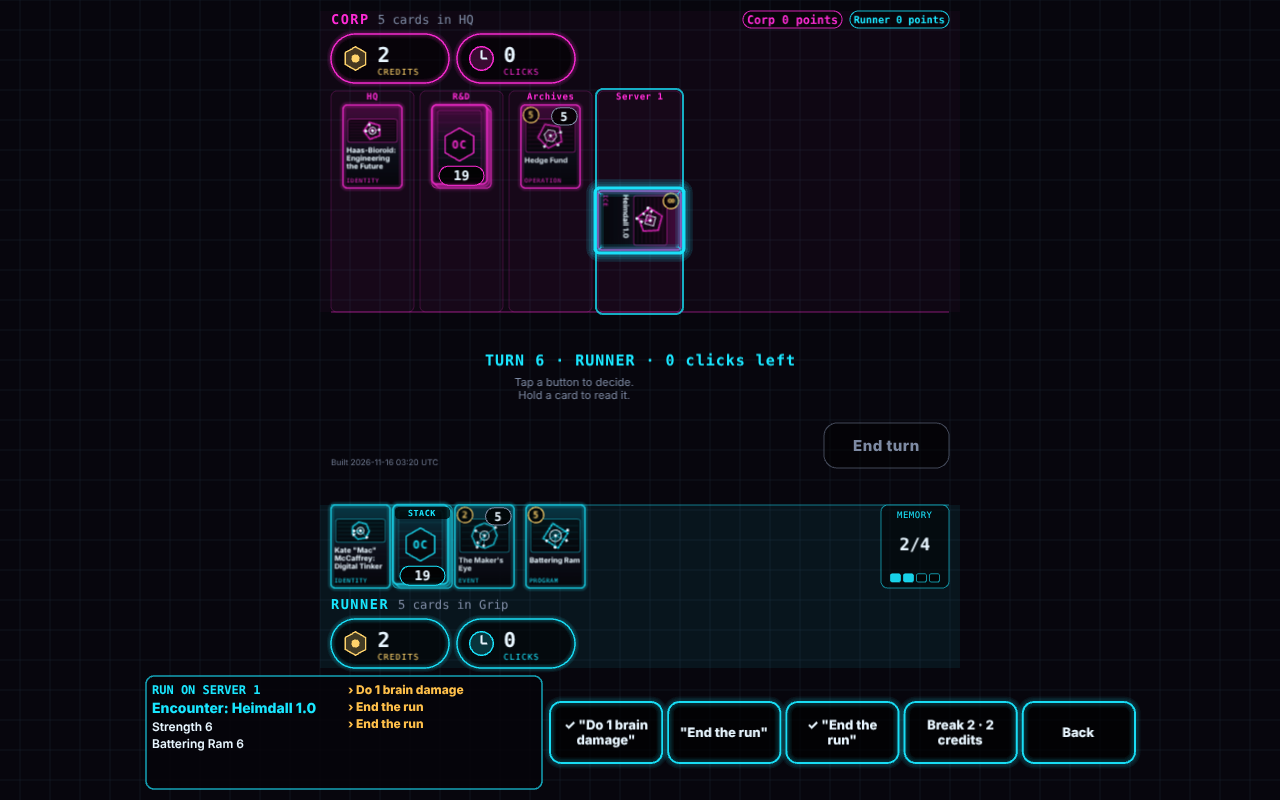 CORP 5 cards in HQ
Corp 0 points
Runner 0 points
2
CREDITS
0
CLICKS
HQ
R&D
Archives
Server 1
Haas-Bioroid:
Engineering
the Future
IDENTITY
OC
19
5
5
Hedge Fund
OPERATION
8
Heimdall 1.0
ICE
TURN 6 · RUNNER · 0 clicks left
Tap a button to decide.
Hold a card to read it.
End turn
Built 2026-11-16 03:20 UTC
Kate "Mac"
McCaffrey:
Digital Tinker
IDENTITY
STACK
OC
19
2
5
The Maker's
Eye
EVENT
5
Battering Ram
PROGRAM
MEMORY
2/4
RUNNER 5 cards in Grip
2
CREDITS
0
CLICKS
RUN ON SERVER 1
Encounter: Heimdall 1.0
Strength 6
Battering Ram 6
› Do 1 brain damage
› End the run
› End the run
✓ "Do 1 brain
damage"
"End the run"
✓ "End the
run"
Break 2 · 2
credits
Back